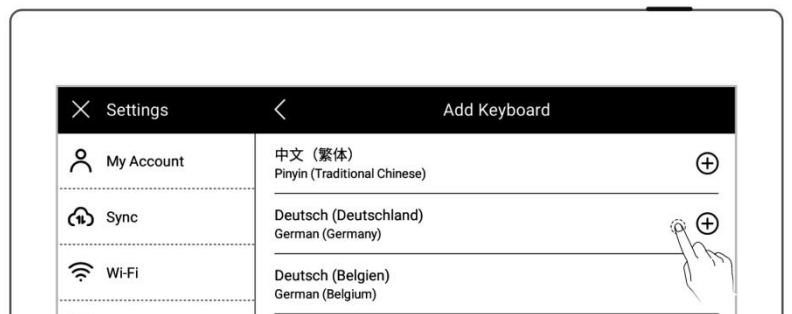 Settings
Add Keyboard
My Account
Sync
Wi-Fi
中文（繁体）
Pinyin (Traditional Chinese)
Deutsch (Deutschland)
German (Germany)
Deutsch (Belgien)
German (Belgium)